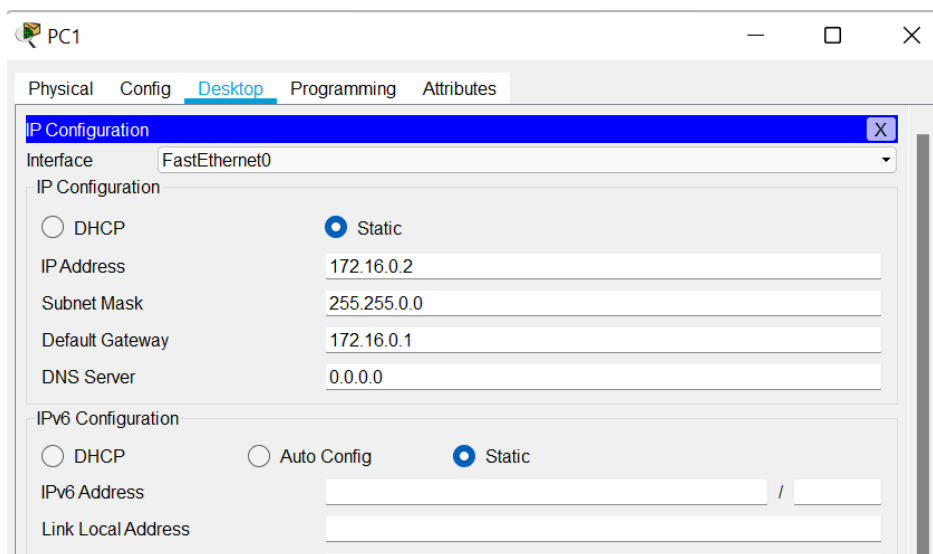 PC1
Physical Config Desktop Programming Attributes
IP Configuration X
Interface FastEthernet0
IP Configuration
DHCP Static
IP Address 172.16.0.2
Subnet Mask 255.255.0.0
Default Gateway 172.16.0.1
DNS Server 0.0.0.0
IPv6 Configuration
DHCP Auto Config Static
IPv6 Address /
Link Local Address